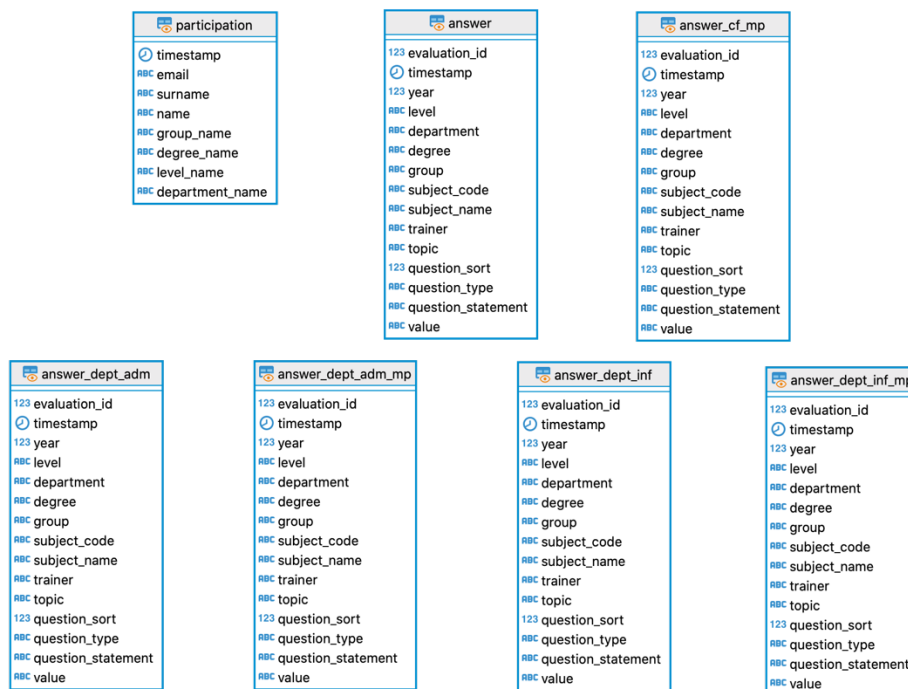 participation
timestamp
ABC email
ABC surname
ABC name
ABC group_name
ABC degree_name
ABC level_name
ABC department_name
answer
123 evaluation_id
timestamp
123 year
ABC level
ABC department
ABC degree
ABC group
ABC subject_code
ABC subject_name
ABC trainer
ABC topic
123 question_sort
ABC question_type
ABC question_statement
ABC value
answer_cf_mp
123 evaluation_id
timestamp
123 year
ABC level
ABC department
ABC degree
ABC group
ABC subject_code
ABC subject_name
ABC trainer
ABC topic
123 question_sort
ABC question_type
ABC question_statement
ABC value
answer_dept_adm
123 evaluation_id
timestamp
123 year
ABC level
ABC department
ABC degree
ABC group
ABC subject_code
ABC subject_name
ABC trainer
ABC topic
123 question_sort
ABC question_type
ABC question_statement
ABC value
answer_dept_adm_mp
123 evaluation_id
timestamp
123 year
ABC level
ABC department
ABC degree
ABC group
ABC subject_code
ABC subject_name
ABC trainer
ABC topic
123 question_sort
ABC question_type
ABC question_statement
ABC value
answer_dept_inf
123 evaluation_id
timestamp
123 year
ABC level
ABC department
ABC degree
ABC group
ABC subject_code
ABC subject_name
ABC trainer
ABC topic
123 question_sort
ABC question_type
ABC question_statement
ABC value
answer_dept_inf_mp
123 evaluation_id
timestamp
123 year
ABC level
ABC department
ABC degree
ABC group
ABC subject_code
ABC subject_name
ABC trainer
ABC topic
123 question_sort
ABC question_type
ABC question_statement
ABC value